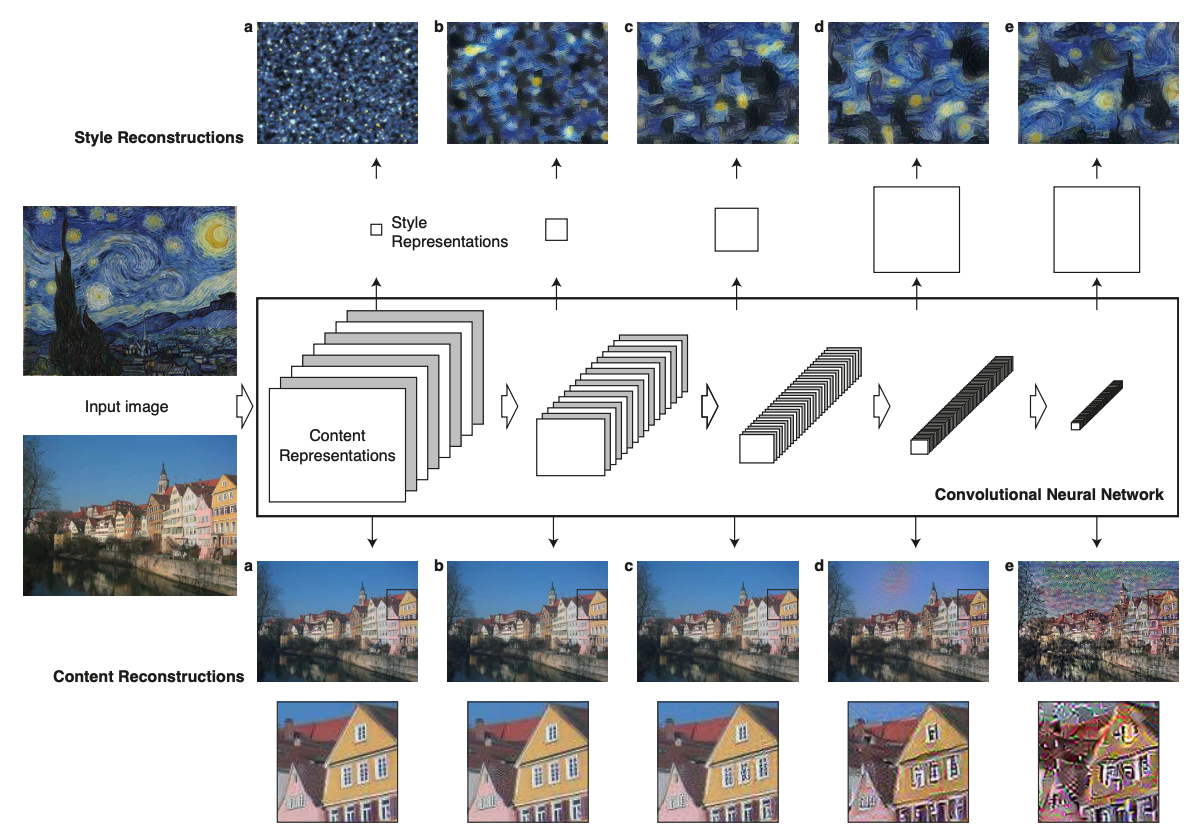 a
b
c
d
e
Style Reconstructions
Style
Representations
Input image
Content
Representations
Convolutional Neural Network
a
b
c
d
e
Content Reconstructions